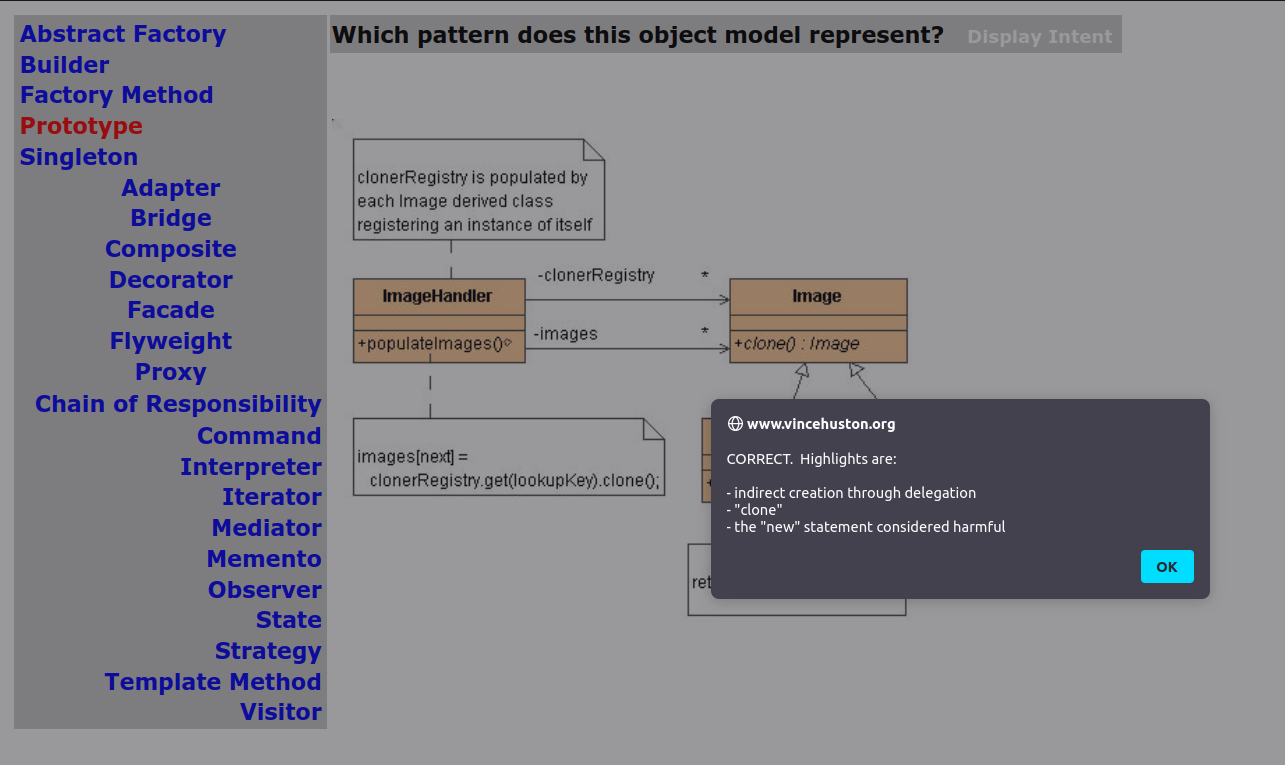 Abstract Factory
Builder
Factory Method
Prototype
Singleton
Adapter
Bridge
Composite
Decorator
Facade
Flyweight
Proxy
Chain of Responsibility
Command
Interpreter
Iterator
Mediator
Memento
Observer
State
Strategy
Template Method
Visitor
Which pattern does this object model represent? Display Intent
clonerRegistry is populated by
each Image derived class
registering an instance of itself
-clonerRegistry *
ImageHandler
Image
-images *
+populateImages()
+clone() : Image
images[next] =
clonerRegistry.get(lookupKey).clone();
+
ret
www.vincehuston.org
CORRECT. Highlights are:
- indirect creation through delegation
- "clone"
- the "new" statement considered harmful
OK